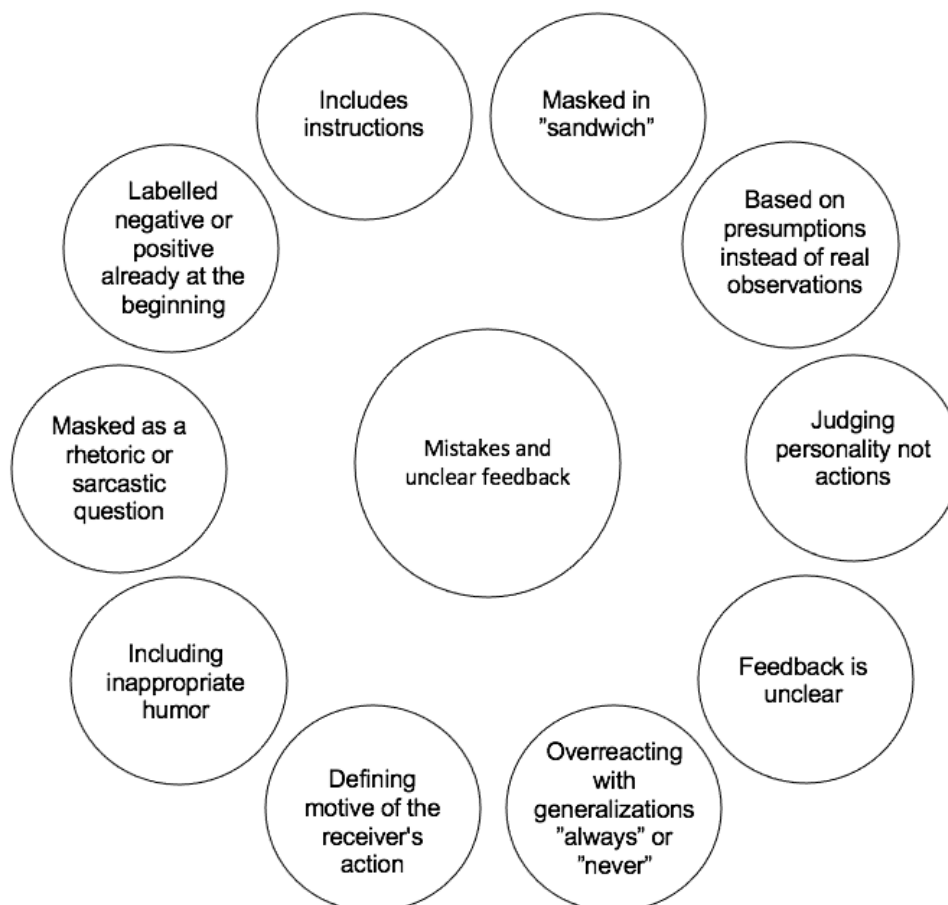 Includes
instructions
Masked in
”sandwich”
Based on
presumptions
instead of real
observations
Judging
personality not
actions
Feedback is
unclear
Overreacting
with
generalizations
”always” or
”never”
Defining
motive of the
receiver's
action
Including
inappropriate
humor
Masked as a
rhetoric or
sarcastic
question
Labelled
negative or
positive
already at the
beginning
Mistakes and
unclear feedback